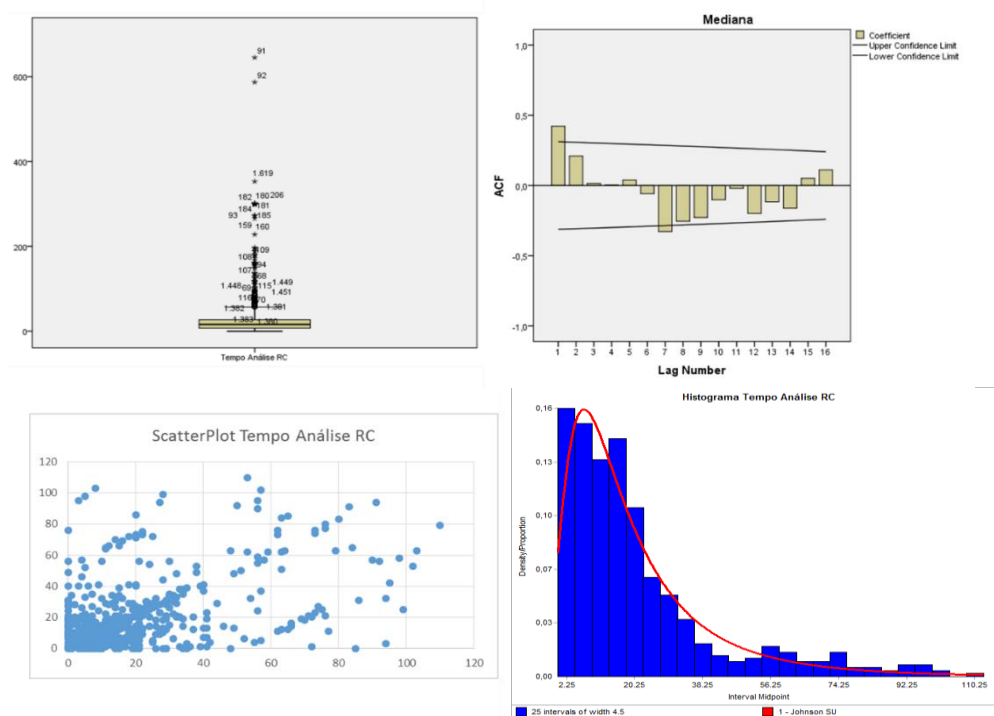 91
600
92
400
1.619
182 180 206
184 181
93 185
159 160
200
109
108
94
107 68
1.448 69 115 1.449
1.451
116 70
1.382 1.381
1.383 1.380
0
Tempo Análise RC
Mediana
Coefficient
Upper Confidence Limit
Lower Confidence Limit
1,0
0,5
0,0
-0,5
-1,0
ACF
1 2 3 4 5 6 7 8 9 10 11 12 13 14 15 16
Lag Number
ScatterPlot Tempo Análise RC
120
100
80
60
40
20
0
0 20 40 60 80 100 120
Histograma Tempo Análise RC
0,16
0,13
0,10
0,07
0,03
0,00
Density/Proportion
2.25 20.25 38.25 56.25 74.25 92.25 110.25
Interval Midpoint
25 intervals of width 4.5 1 - Johnson SU